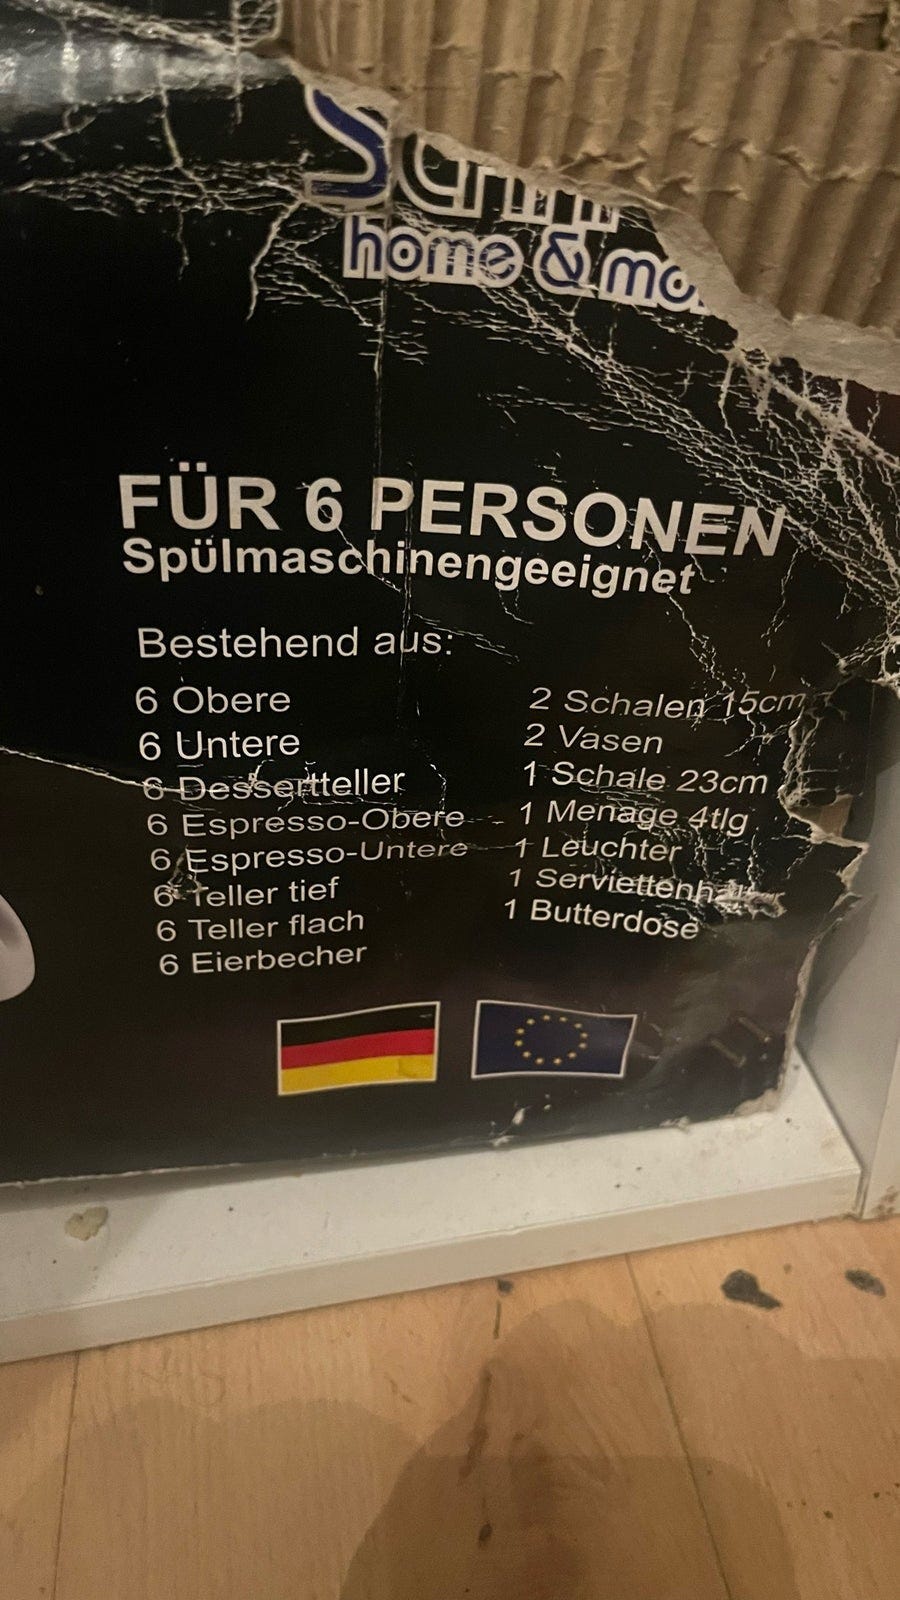 home &
FÜR 6 PERSONEN
Spülmaschinengeeignet
Bestehend aus:
6 Obere
6 Untere
6 Dessertteller
6 Espresso-Obere
6 Espresso-Untere
6 Teller tief
6 Teller flach
6 Eierbecher
2 Schalen 15cm
2 Vasen
1 Schale 23cm
1 Menage 4tlg
1 Leuchter
1
1 Butterdose